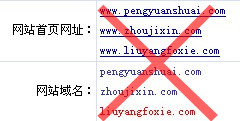 www.pengyuanshuai.com
网站首页网址： www.zhoujixin.com
www.liuyangfoxie.com
pengyuanshuai.com
网站域名： zhoujixin.com
liuyangfoxie.com